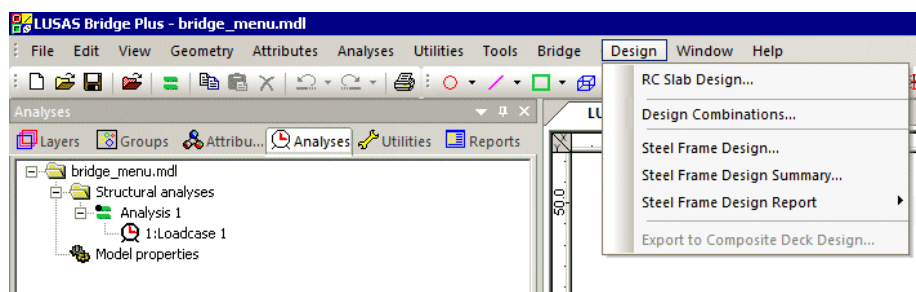 LUSAS Bridge Plus - bridge_menu.mdl
File Edit View Geometry Attributes Analyses Utilities Tools Bridge Design Window Help
RC Slab Design...
Analyses
LU
Design Combinations...
Layers Groups Attribu... Analyses Utilities Reports
Steel Frame Design...
bridge_menu.mdl
Steel Frame Design Summary...
Structural analyses
50.0
Steel Frame Design Report
Analysis 1
1:Loadcase 1
Export to Composite Deck Design...
Model properties